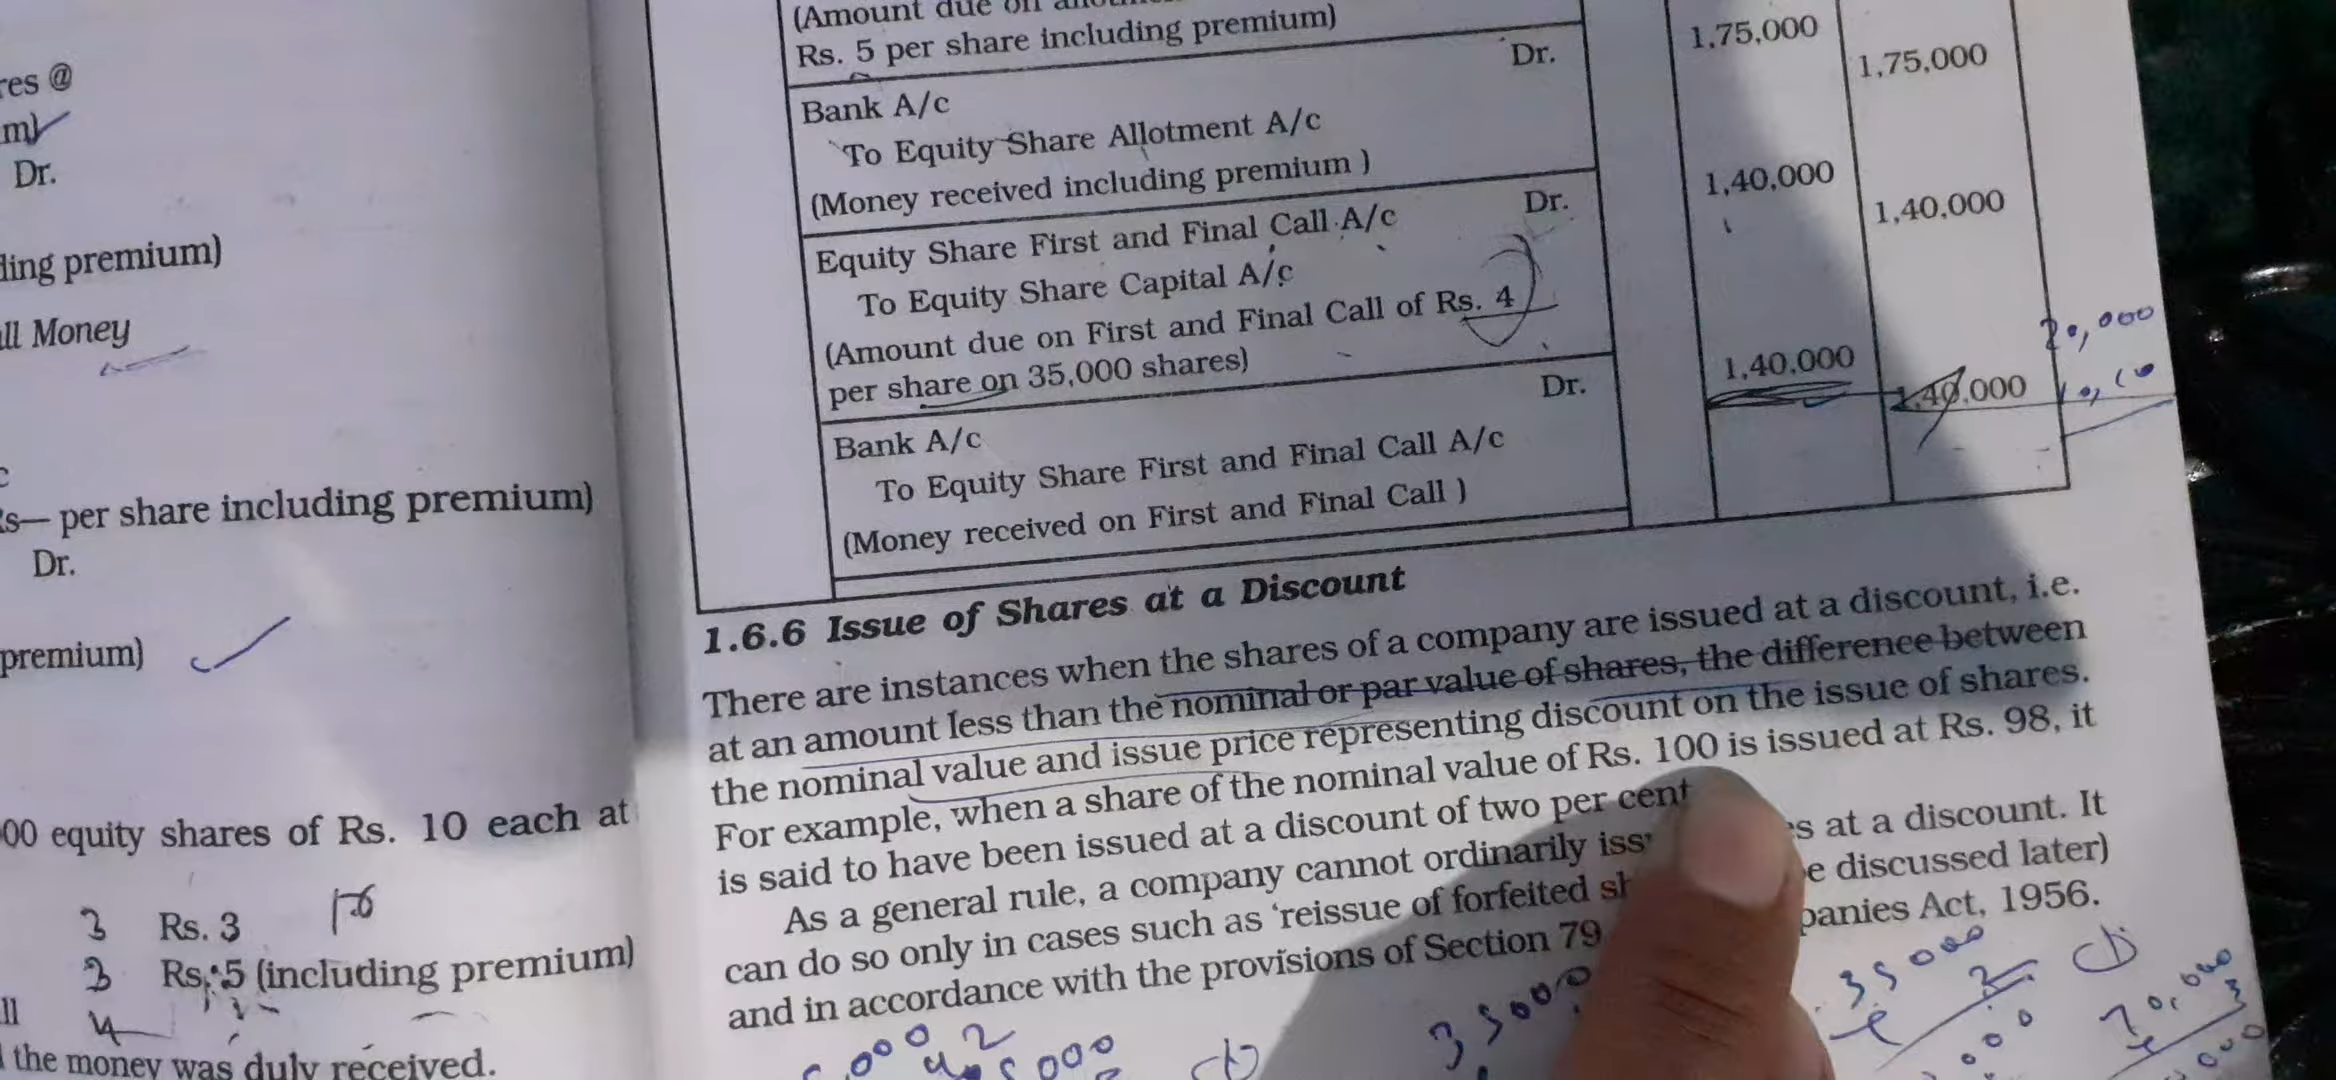 res @
m)
Dr.
ding premium)
all Money
Rs— per share including premium)
Dr.
premium)
00 equity shares of Rs. 10 each at
3 Rs. 3
3 Rs. 5 (including premium)
ll 4
the money was duly received.
(Amount due on
Rs. 5 per share including premium)
Bank A/c Dr. 1,75,000
To Equity Share Allotment A/c 1,75,000
(Money received including premium )
Equity Share First and Final Call A/c Dr. 1,40,000
To Equity Share Capital A/c 1,40,000
(Amount due on First and Final Call of Rs. 4
per share on 35,000 shares)
Bank A/c Dr. 1,40,000
To Equity Share First and Final Call A/c 1,40,000
(Money received on First and Final Call )
1.6.6 Issue of Shares at a Discount
There are instances when the shares of a company are issued at a discount, i.e.
at an amount less than the nominal or par value of shares, the difference between
the nominal value and issue price representing discount on the issue of shares.
For example, when a share of the nominal value of Rs. 100 is issued at Rs. 98, it
is said to have been issued at a discount of two per cent
As a general rule, a company cannot ordinarily iss es at a discount. It
can do so only in cases such as ‘reissue of forfeited sh e discussed later)
and in accordance with the provisions of Section 79 panies Act, 1956.
35000
35000